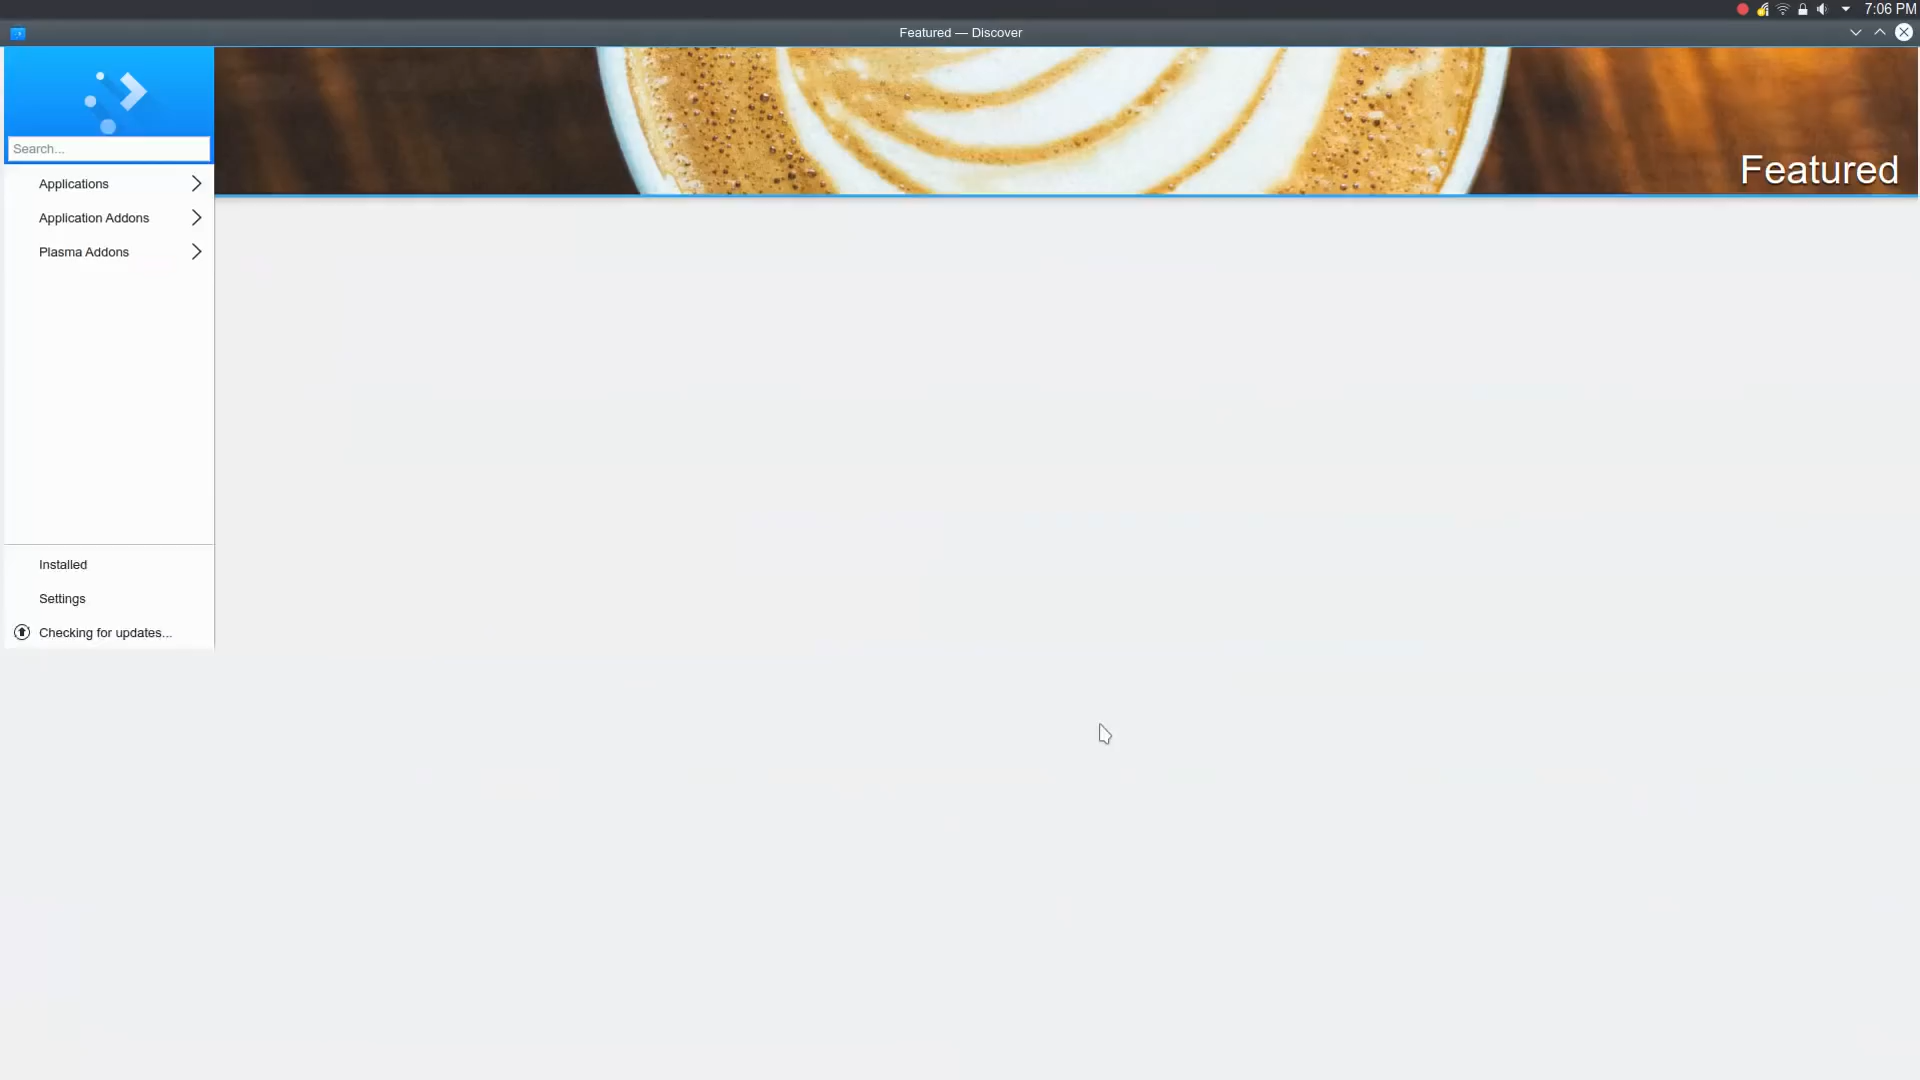 7:06 PM
Featured — Discover
Featured
Search...
Applications
Application Addons
Plasma Addons
Installed
Settings
Checking for updates...